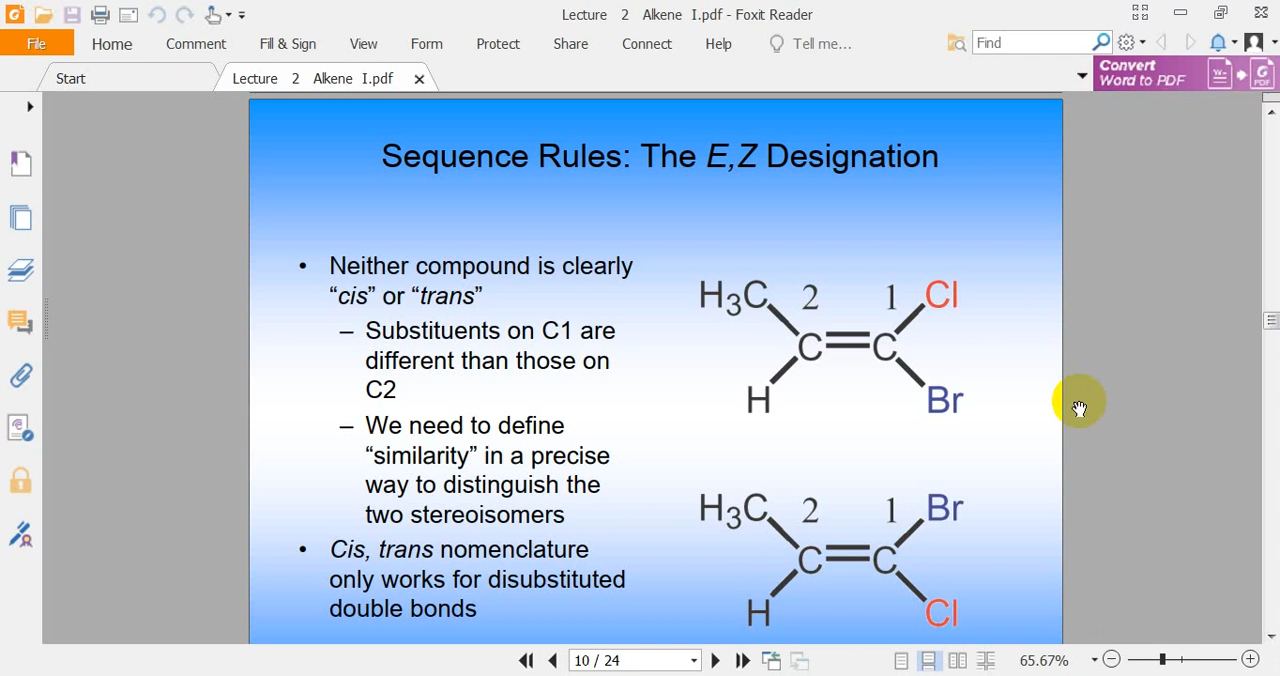 Lecture 2 Alkene I.pdf - Foxit Reader
File Home Comment Fill & Sign View Form Protect Share Connect Help Tell me... Find
Start Lecture 2 Alkene I.pdf
Convert
Word to PDF
Sequence Rules: The E,Z Designation
• Neither compound is clearly
“cis” or “trans”
– Substituents on C1 are
different than those on
C2
– We need to define
“similarity” in a precise
way to distinguish the
two stereoisomers
• Cis, trans nomenclature
only works for disubstituted
double bonds
H3C 2 1 Cl
C C
H Br
H3C 2 1 Br
C C
H Cl
10 / 24 65.67%